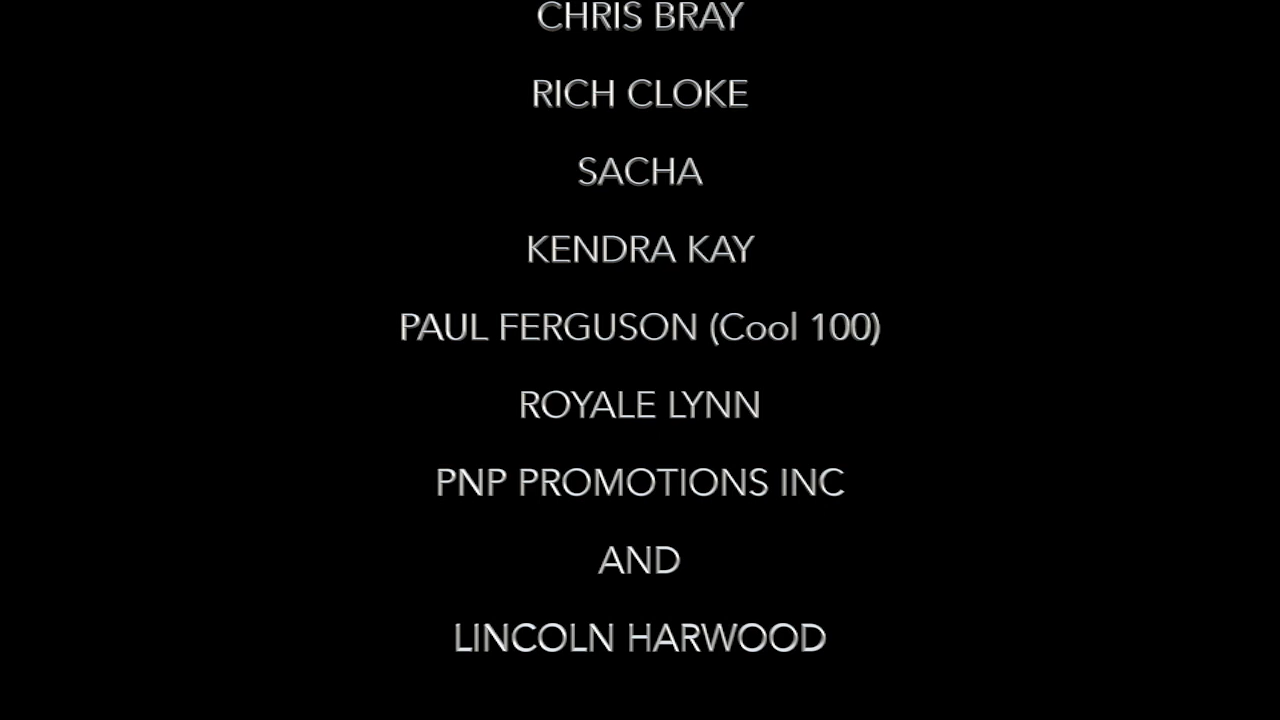 CHRIS BRAY
RICH CLOKE
SACHA
KENDRA KAY
PAUL FERGUSON (Cool 100)
ROYALE LYNN
PNP PROMOTIONS INC
AND
LINCOLN HARWOOD